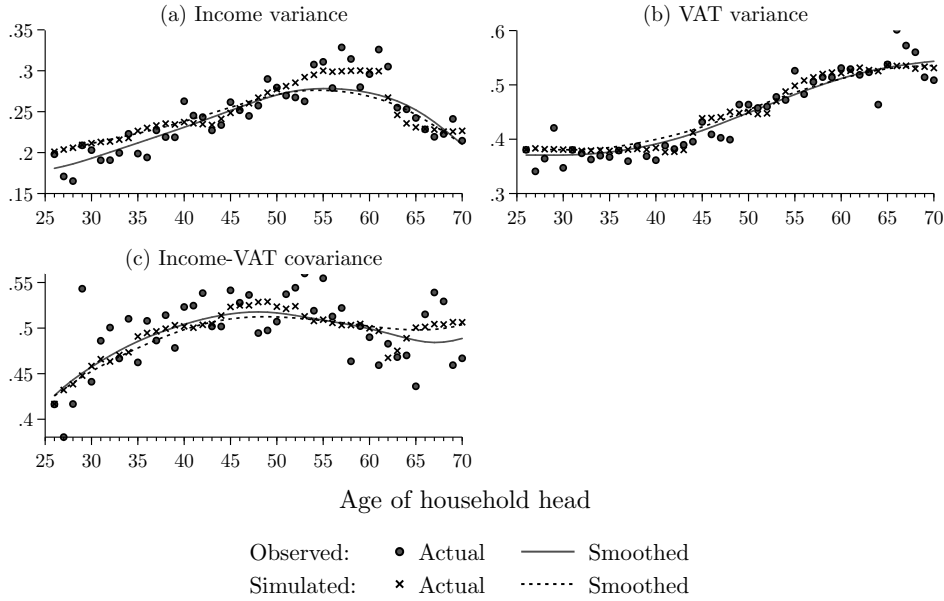 (a) Income variance
.35
.3
.25
.2
.15
25 30 35 40 45 50 55 60 65 70
(b) VAT variance
.6
.5
.4
.3
25 30 35 40 45 50 55 60 65 70
(c) Income-VAT covariance
.55
.5
.45
.4
25 30 35 40 45 50 55 60 65 70
Age of household head
Observed: Actual Smoothed
Simulated: Actual Smoothed